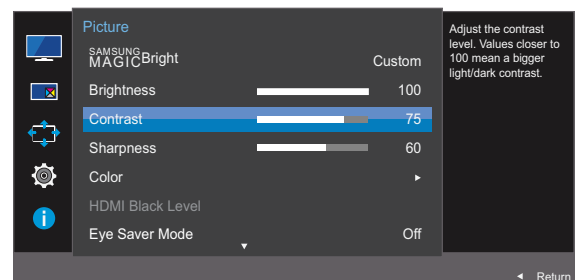 Picture
SAMSUNG
MAGICBright Custom
Brightness 100
Contrast 75
Sharpness 60
Color
HDMI Black Level
Eye Saver Mode Off
Adjust the contrast
level. Values closer to
100 mean a bigger
light/dark contrast.
Return